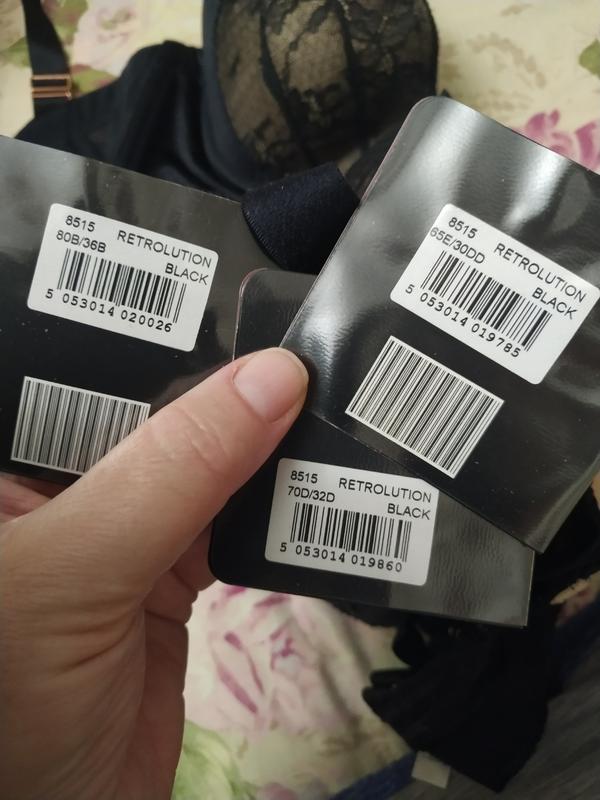 8515 RETROLUTION
80B/36B BLACK
5 053014 020026
8515 RETROLUTION
65E/30DD BLACK
5 053014 019785
8515 RETROLUTION
70D/32D BLACK
5 053014 019860